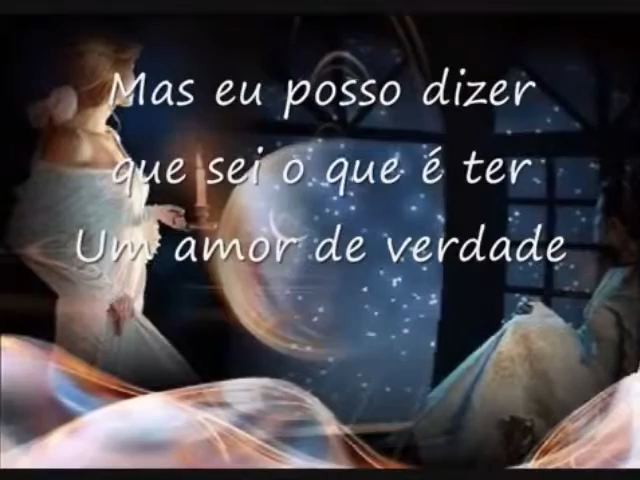 Mas eu posso dizer
que sei o que é ter
Um amor de verdade